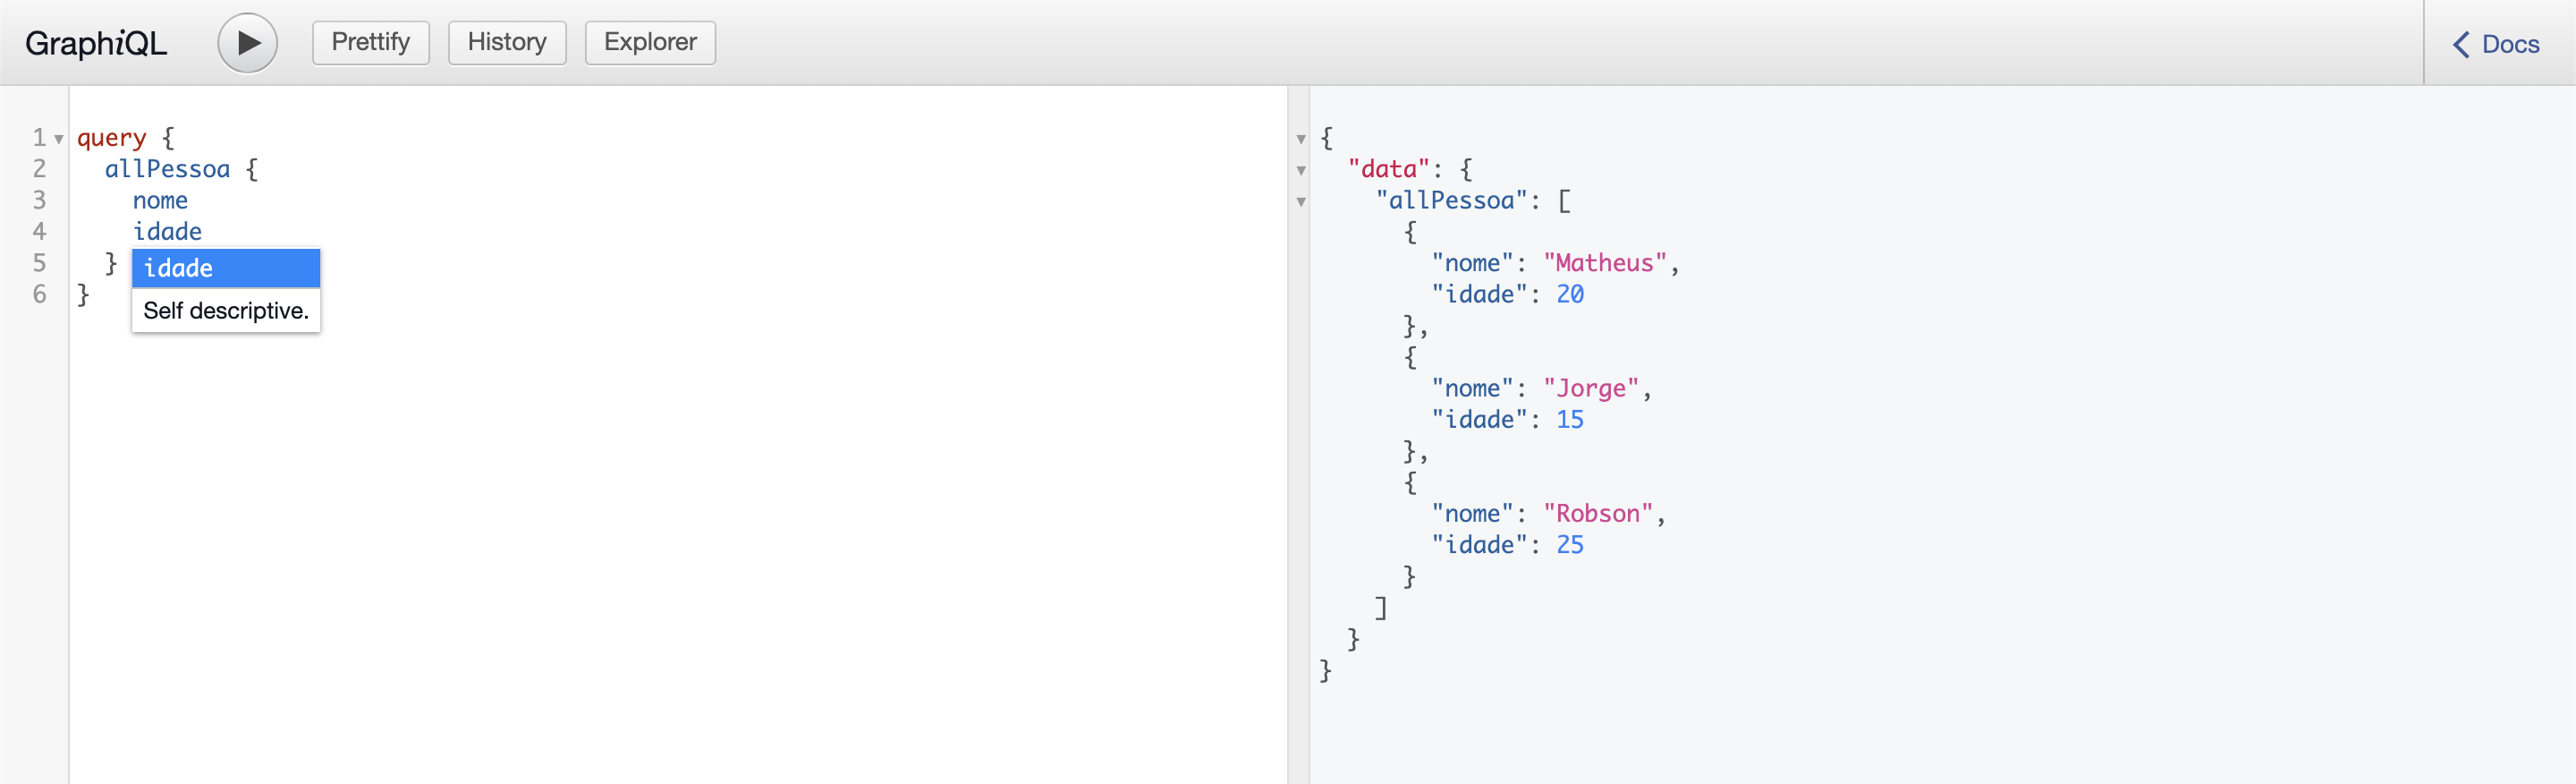 GraphiQL
Prettify
History
Explorer
Docs
1 query {
2   allPessoa {
3     nome
4     idade
5   }
6 }
idade
Self descriptive.
{
  "data": {
    "allPessoa": [
      {
        "nome": "Matheus",
        "idade": 20
      },
      {
        "nome": "Jorge",
        "idade": 15
      },
      {
        "nome": "Robson",
        "idade": 25
      }
    ]
  }
}